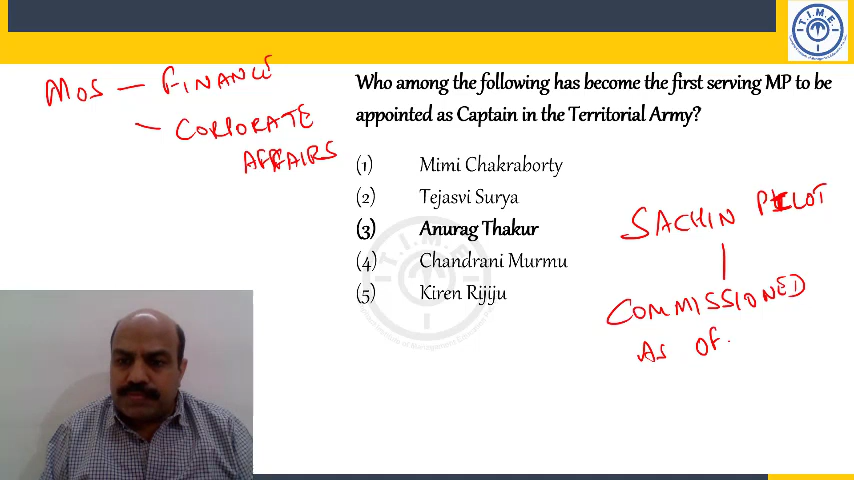 T.I.M.E.
MOS — FINANCE
— CORPORATE
AFFAIRS
Who among the following has become the first serving MP to be
appointed as Captain in the Territorial Army?
(1) Mimi Chakraborty
(2) Tejasvi Surya
(3) Anurag Thakur
(4) Chandrani Murmu
(5) Kiren Rijiju
SACHIN PILOT
COMMISSIONED
As Of